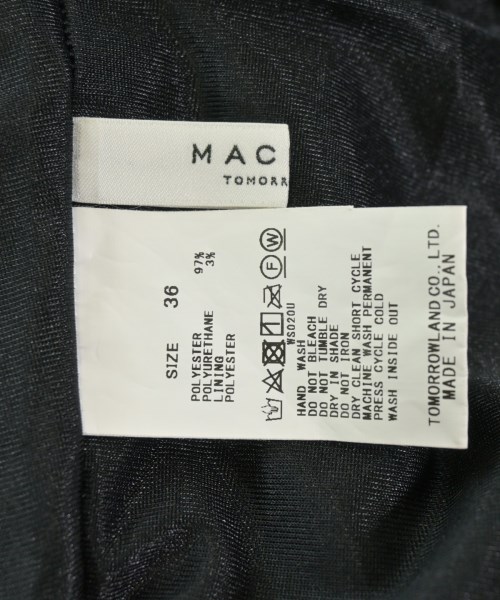 MAC
TOMORR
SIZE 36
POLYESTER 97%
POLYURETHANE 3%
LINING
POLYESTER
WS020U
HAND WASH
DO NOT BLEACH
DO NOT TUMBLE DRY
DRY IN SHADE
DO NOT IRON
DRY CLEAN SHORT CYCLE
MACHINE WASH PERMANENT
PRESS CYCLE COLD
WASH INSIDE OUT
TOMORROWLAND CO., LTD.
MADE IN JAPAN